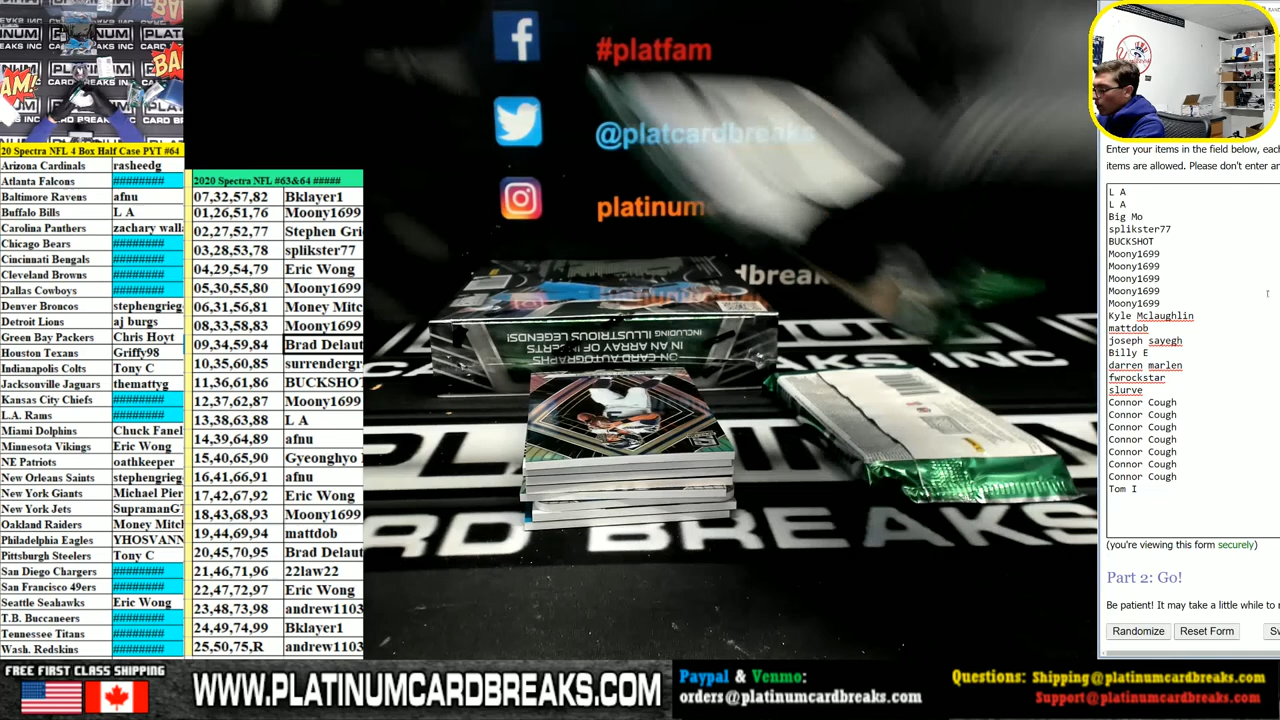 #platfam
@platcardbreaks
platinum
cardbreaks
20 Spectra NFL 4 Box Half Case PYT #64
Arizona Cardinals rasheedg
Atlanta Falcons ########
Baltimore Ravens afnu
Buffalo Bills L A
Carolina Panthers zachary wall
Chicago Bears ########
Cincinnati Bengals ########
Cleveland Browns ########
Dallas Cowboys ########
Denver Broncos stephengrieg
Detroit Lions aj burgs
Green Bay Packers Chris Hoyt
Houston Texans Griffy98
Indianapolis Colts Tony C
Jacksonville Jaguars themattyg
Kansas City Chiefs ########
L.A. Rams ########
Miami Dolphins Chuck Fanel
Minnesota Vikings Eric Wong
NE Patriots oathkeeper
New Orleans Saints stephengrieg
New York Giants Michael Pier
New York Jets SupramanGT
Oakland Raiders Money Mitch
Philadelphia Eagles YHOSVANN
Pittsburgh Steelers Tony C
San Diego Chargers ########
San Francisco 49ers ########
Seattle Seahawks Eric Wong
T.B. Buccaneers ########
Tennessee Titans ########
Wash. Redskins ########
2020 Spectra NFL #63&64 #####
07,32,57,82 Bklayer1
01,26,51,76 Moony1699
02,27,52,77 Stephen Gri
03,28,53,78 splikster77
04,29,54,79 Eric Wong
05,30,55,80 Moony1699
06,31,56,81 Money Mitc
08,33,58,83 Moony1699
09,34,59,84 Brad Delaut
10,35,60,85 surrendergr
11,36,61,86 BUCKSHOT
12,37,62,87 Moony1699
13,38,63,88 L A
14,39,64,89 afnu
15,40,65,90 Gyeonghyo
16,41,66,91 afnu
17,42,67,92 Eric Wong
18,43,68,93 Moony1699
19,44,69,94 mattdob
20,45,70,95 Brad Delaut
21,46,71,96 22law22
22,47,72,97 Eric Wong
23,48,73,98 andrew1103
24,49,74,99 Bklayer1
25,50,75,R andrew1103
ON-CARD AUTOGRAPHS
IN AN ARRAY OF INSERTS
INCLUDING ILLUSTRIOUS LEGENDS!
PLATINUM
CARD BREAKS INC
CARD BREAKS
Enter your items in the field below, each
items are allowed. Please don't enter an
L A
L A
Big Mo
splikster77
BUCKSHOT
Moony1699
Moony1699
Moony1699
Moony1699
Moony1699
Kyle Mclaughlin
mattdob
joseph sayegh
Billy E
darren marlen
fwrockstar
slurve
Connor Cough
Connor Cough
Connor Cough
Connor Cough
Connor Cough
Connor Cough
Connor Cough
Tom I
(you're viewing this form securely)
Part 2: Go!
Be patient! It may take a little while to
Randomize Reset Form
FREE FIRST CLASS SHIPPING
WWW.PLATINUMCARDBREAKS.COM
Paypal & Venmo:
orders@platinumcardbreaks.com
Questions: Shipping@platinumcardbreaks.com
Support@platinumcardbreaks.com